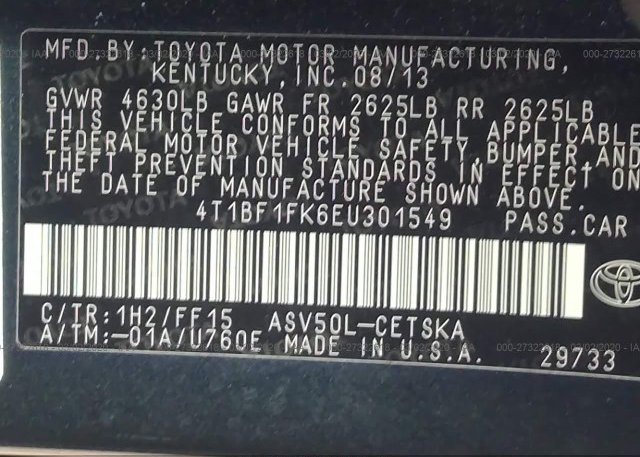 MFD.BY:TOYOTA MOTOR MANUFACTURING,
KENTUCKY,INC.08/13
GVWR 4630LB GAWR FR 2625LB RR 2625LB
THIS VEHICLE CONFORMS TO ALL APPLICABLE
FEDERAL MOTOR VEHICLE SAFETY,BUMPER,AND
THEFT PREVENTION STANDARDS IN EFFECT ON
THE DATE OF MANUFACTURE SHOWN ABOVE.
4T1BF1FK6EU301549 PASS.CAR
C/TR:1H2/FF15 ASV50L-CETSKA
A/TM:-01A/U760E MADE IN U.S.A. 29733